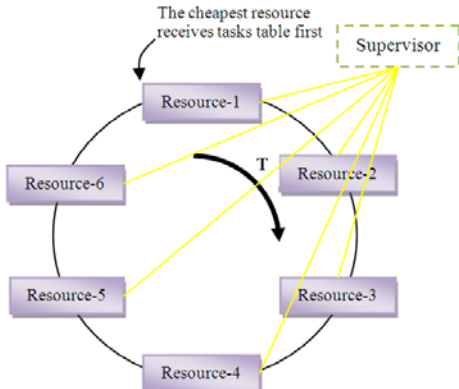 The cheapest resource
receives tasks table first
Supervisor
Resource-1
T
Resource-6
Resource-2
Resource-5
Resource-3
Resource-4